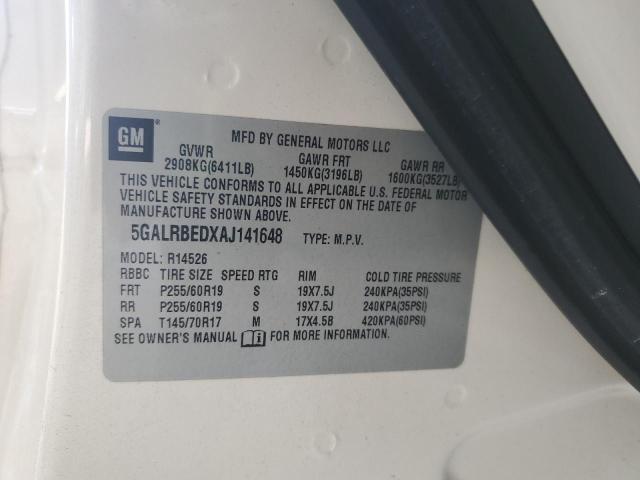 GM
MFD BY GENERAL MOTORS LLC
GVWR GAWR FRT GAWR RR
2908KG(6411LB) 1450KG(3196LB) 1600KG(3527LB)
THIS VEHICLE CONFORMS TO ALL APPLICABLE U.S. FEDERAL MOTOR
VEHICLE SAFETY STANDARDS IN EFFECT ON THE DATE OF
MANUFACTURE SHOWN ABOVE.
5GALRBEDXAJ141648 TYPE: M.P.V.
MODEL: R14526
RBBC TIRE SIZE SPEED RTG RIM COLD TIRE PRESSURE
FRT P255/60R19 S 19X7.5J 240KPA(35PSI)
RR P255/60R19 S 19X7.5J 240KPA(35PSI)
SPA T145/70R17 M 17X4.5B 420KPA(60PSI)
SEE OWNER'S MANUAL FOR MORE INFORMATION.